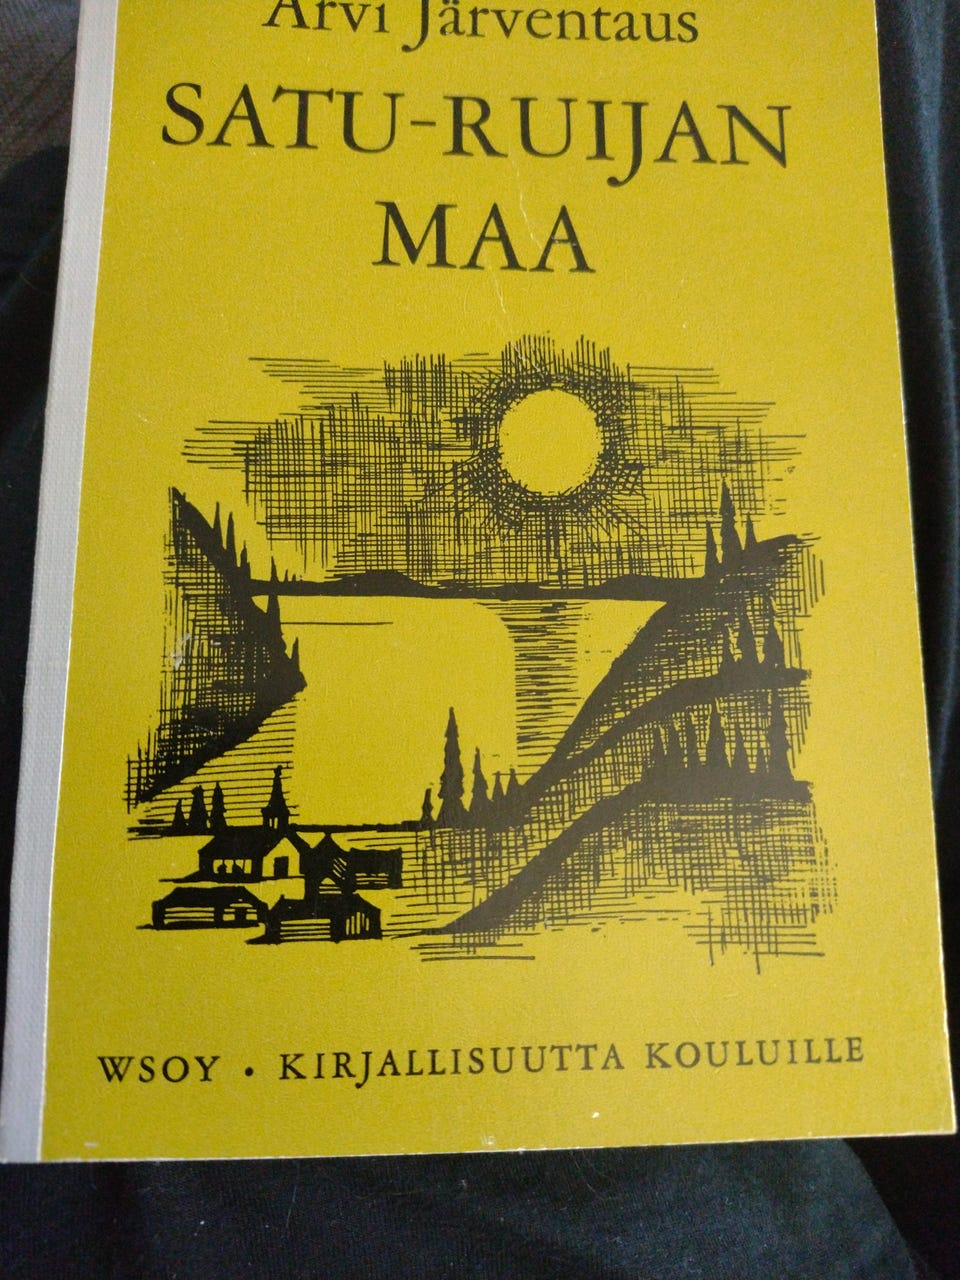 Arvi Järventaus
SATU-RUIJAN
MAA
WSOY • KIRJALLISUUTTA KOULUILLE